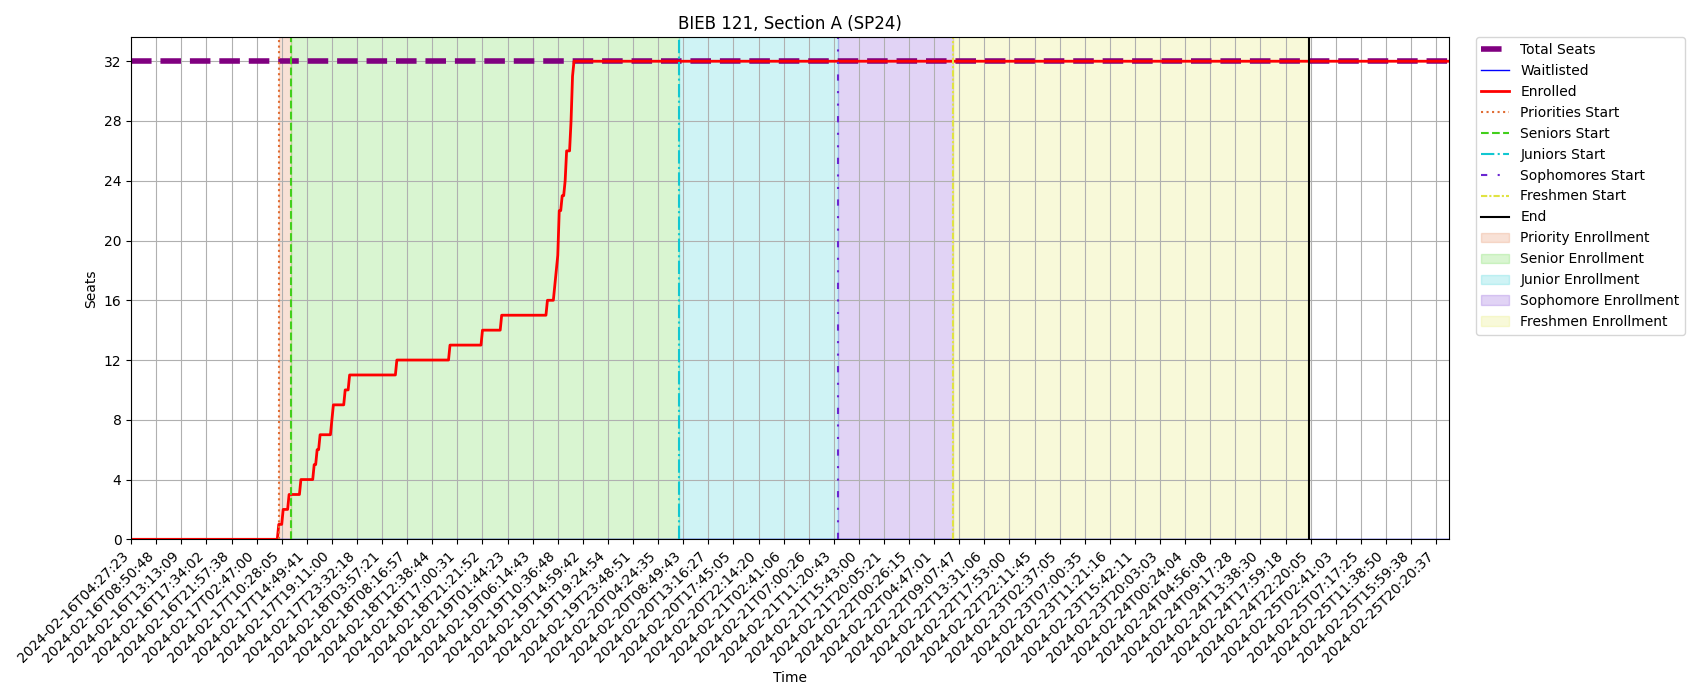 BIEB 121, Section A (SP24)
Seats
32
28
24
20
16
12
8
4
0
2024-02-16T04:27:23
2024-02-16T08:50:48
2024-02-16T13:13:09
2024-02-16T17:34:02
2024-02-16T21:57:38
2024-02-17T02:47:00
2024-02-17T10:28:05
2024-02-17T14:49:41
2024-02-17T19:11:00
2024-02-17T23:32:18
2024-02-18T03:57:21
2024-02-18T08:16:57
2024-02-18T12:38:44
2024-02-18T17:00:31
2024-02-18T21:21:52
2024-02-19T01:44:23
2024-02-19T06:14:43
2024-02-19T10:36:48
2024-02-19T14:59:42
2024-02-19T19:24:54
2024-02-19T23:48:51
2024-02-20T04:24:35
2024-02-20T08:49:43
2024-02-20T13:16:27
2024-02-20T17:45:05
2024-02-20T22:14:20
2024-02-21T02:41:06
2024-02-21T07:00:26
2024-02-21T11:20:43
2024-02-21T15:43:00
2024-02-21T20:05:21
2024-02-22T00:26:15
2024-02-22T04:47:01
2024-02-22T09:07:47
2024-02-22T13:31:06
2024-02-22T17:53:00
2024-02-22T22:11:45
2024-02-23T02:37:05
2024-02-23T07:00:35
2024-02-23T11:21:16
2024-02-23T15:42:11
2024-02-23T20:03:03
2024-02-24T00:24:04
2024-02-24T04:56:08
2024-02-24T09:17:28
2024-02-24T13:38:30
2024-02-24T17:59:18
2024-02-24T22:20:05
2024-02-25T02:41:03
2024-02-25T07:17:25
2024-02-25T11:38:50
2024-02-25T15:59:38
2024-02-25T20:20:37
Time
Total Seats
Waitlisted
Enrolled
Priorities Start
Seniors Start
Juniors Start
Sophomores Start
Freshmen Start
End
Priority Enrollment
Senior Enrollment
Junior Enrollment
Sophomore Enrollment
Freshmen Enrollment